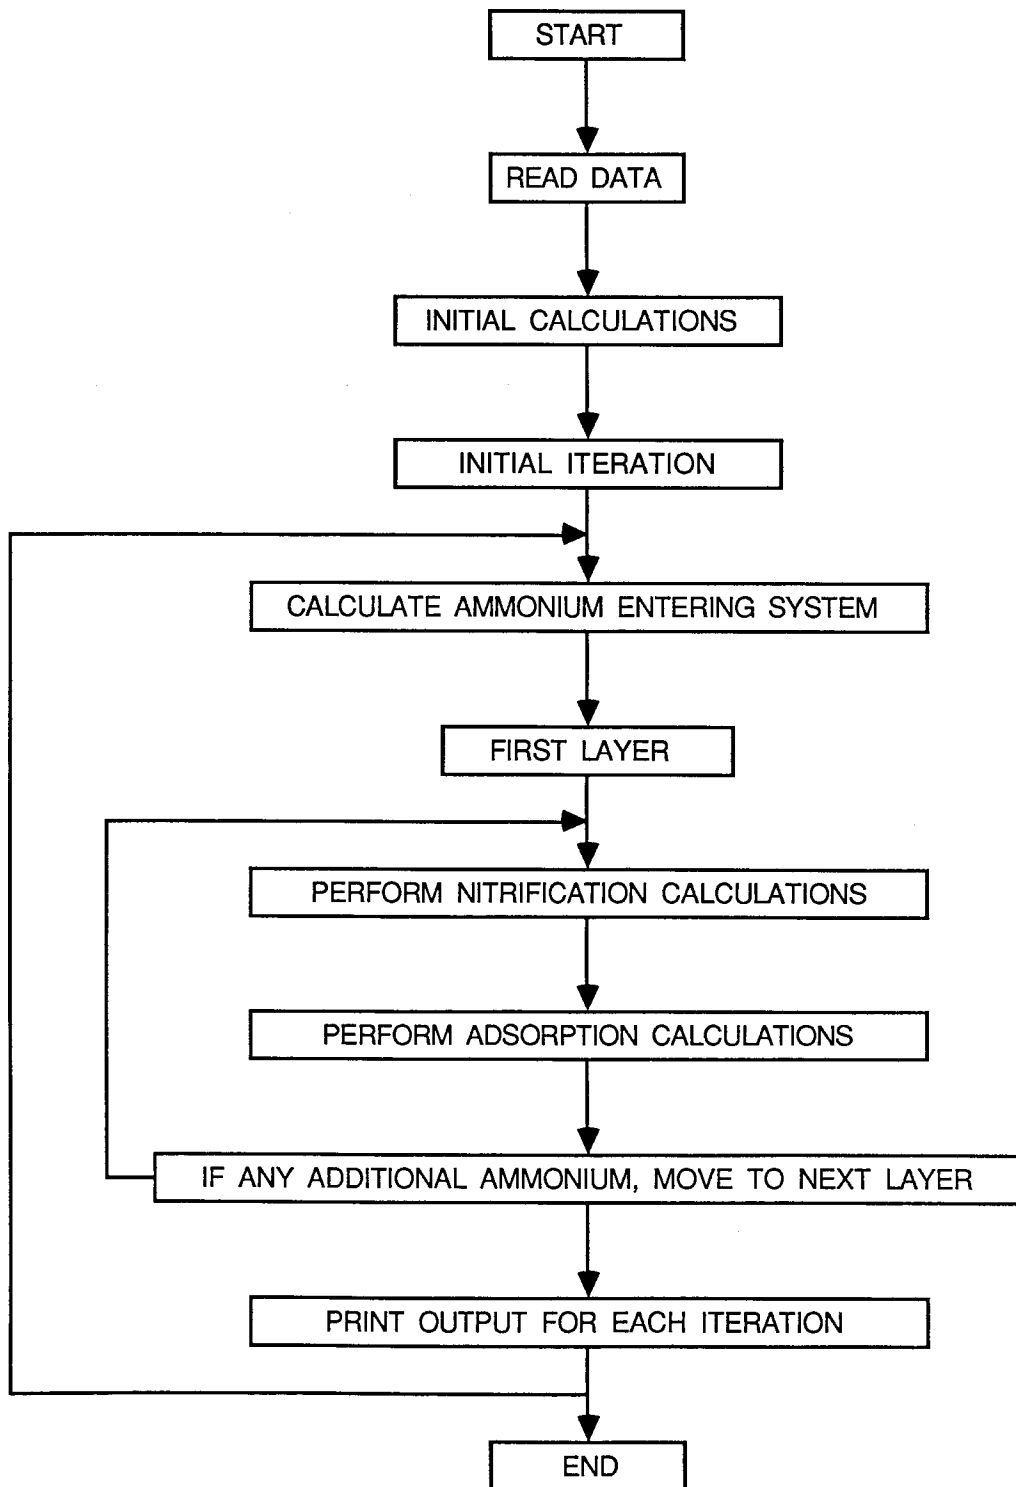 START
READ DATA
INITIAL CALCULATIONS
INITIAL ITERATION
CALCULATE AMMONIUM ENTERING SYSTEM
FIRST LAYER
PERFORM NITRIFICATION CALCULATIONS
PERFORM ADSORPTION CALCULATIONS
IF ANY ADDITIONAL AMMONIUM, MOVE TO NEXT LAYER
PRINT OUTPUT FOR EACH ITERATION
END